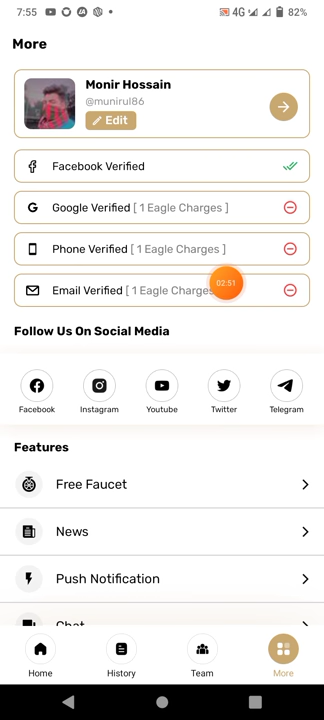 7:55
4G
82%
More
Monir Hossain
@munirul86
Edit
Facebook Verified
Google Verified [ 1 Eagle Charges ]
Phone Verified [ 1 Eagle Charges ]
Email Verified [ 1 Eagle Charges
02:51
Follow Us On Social Media
Facebook Instagram Youtube Twitter Telegram
Features
Free Faucet
News
Push Notification
Chat
Home History Team More